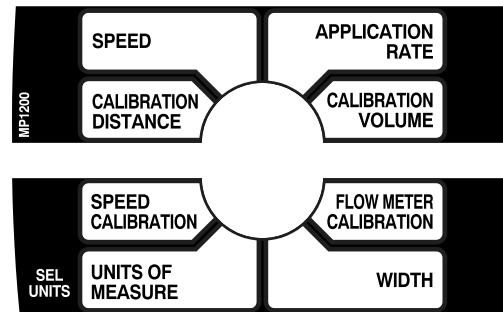 SPEED
APPLICATION
RATE
MP1200
CALIBRATION
DISTANCE
CALIBRATION
VOLUME
SPEED
CALIBRATION
FLOW METER
CALIBRATION
SEL
UNITS
UNITS OF
MEASURE
WIDTH